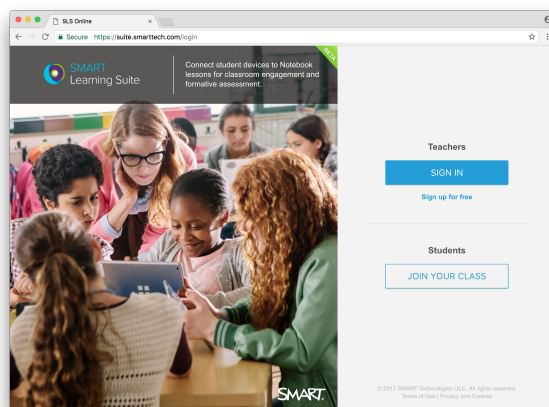 SLS Online
Secure https://suite.smarttech.com/login
SMART
Learning Suite
Connect student devices to Notebook
lessons for classroom engagement and
formative assessment.
BETA
Teachers
SIGN IN
Sign up for free
Students
JOIN YOUR CLASS
SMART
© 2017 SMART Technologies ULC. All rights reserved.
Terms of Use | Privacy and Cookies